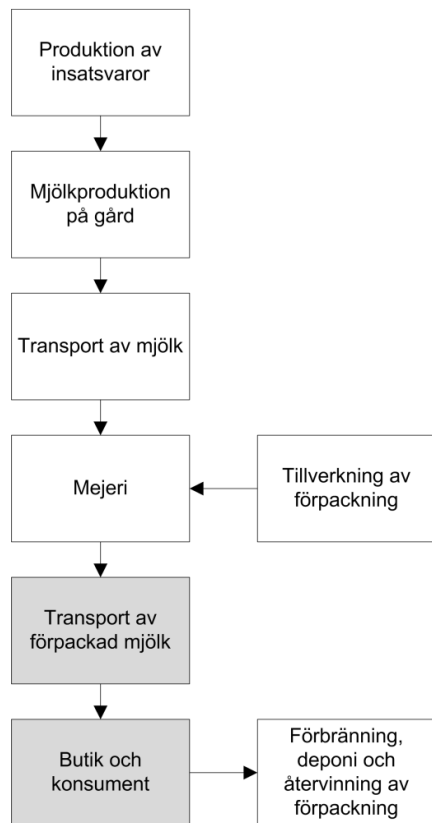 Produktion av
insatsvaror
Mjölkproduktion
på gård
Transport av mjölk
Mejeri
Tillverkning av
förpackning
Transport av
förpackad mjölk
Butik och
konsument
Förbränning,
deponi och
återvinning av
förpackning